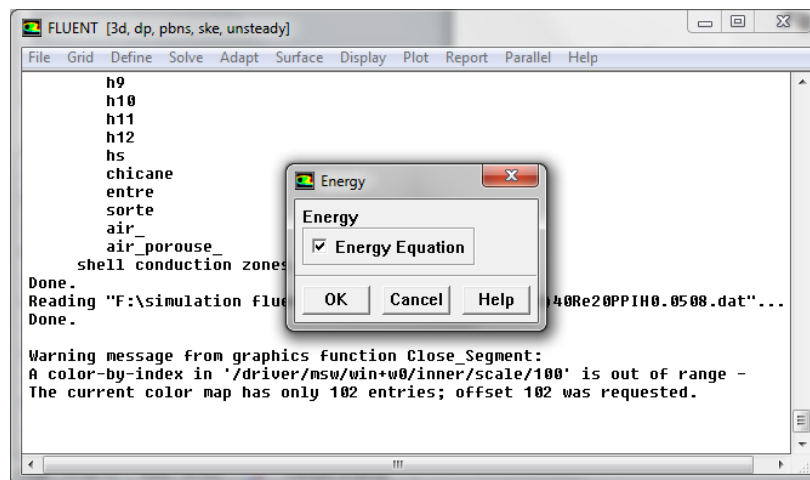 FLUENT [3d, dp, pbns, ske, unsteady]
File Grid Define Solve Adapt Surface Display Plot Report Parallel Help
h9
h10
h11
h12
hs
chicane
entre
sorte
air_
air_porouse_
shell conduction zones
Done.
Reading "F:\simulation flue 40Re20PPIH0.0508.dat"...
Done.
Warning message from graphics function Close_Segment:
A color-by-index in '/driver/msw/win+w0/inner/scale/100' is out of range -
The current color map has only 102 entries; offset 102 was requested.
Energy
Energy
Energy Equation
OK Cancel Help